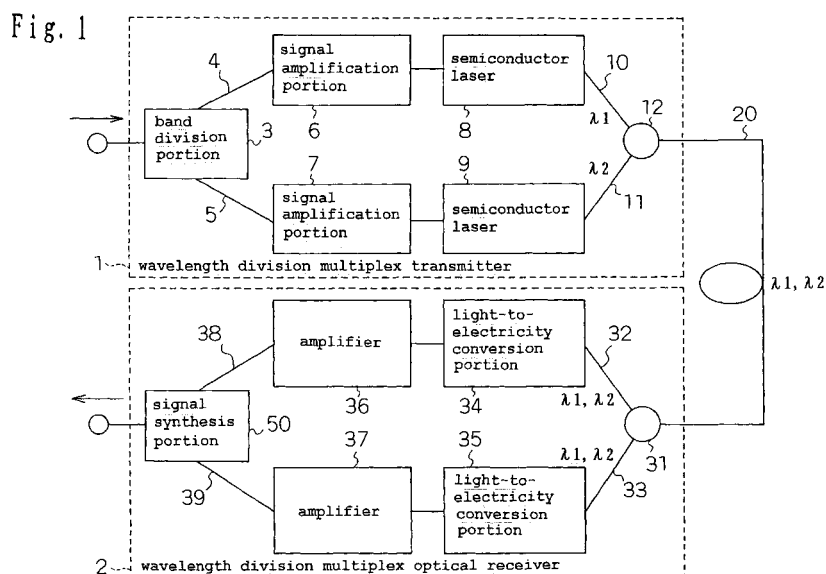 Fig. 1
signal
amplification
portion
semiconductor
laser
4
6
8
10
λ1
12
20
band
division
portion
3
7
9
λ2
signal
amplification
portion
semiconductor
laser
5
11
1
wavelength division multiplex transmitter
λ1, λ2
38
amplifier
light-to-
electricity
conversion
portion
32
36
34
λ1, λ2
signal
synthesis
portion
50
37
35
λ1, λ2
31
33
39
amplifier
light-to-
electricity
conversion
portion
2
wavelength division multiplex optical receiver